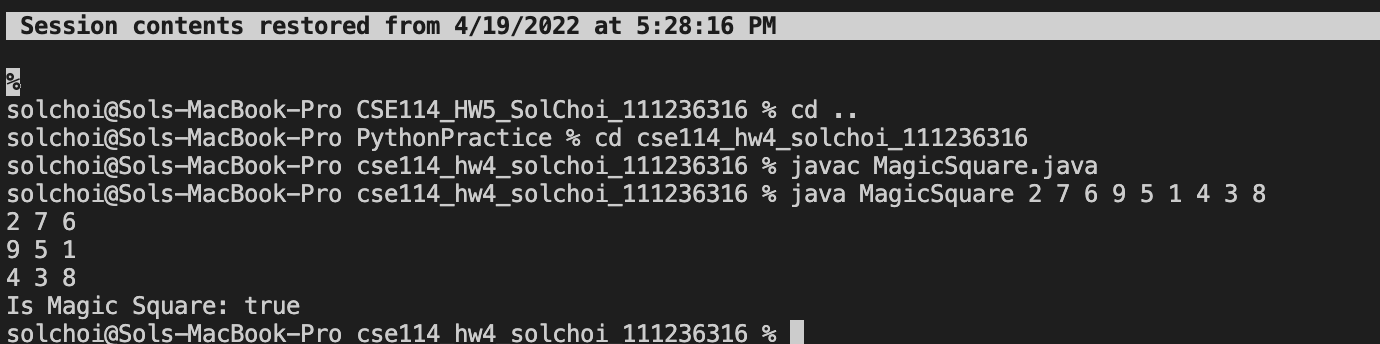 Session contents restored from 4/19/2022 at 5:28:16 PM
%
solchoi@Sols-MacBook-Pro CSE114_HW5_SolChoi_111236316 % cd ..
solchoi@Sols-MacBook-Pro PythonPractice % cd cse114_hw4_solchoi_111236316
solchoi@Sols-MacBook-Pro cse114_hw4_solchoi_111236316 % javac MagicSquare.java
solchoi@Sols-MacBook-Pro cse114_hw4_solchoi_111236316 % java MagicSquare 2 7 6 9 5 1 4 3 8
2 7 6
9 5 1
4 3 8
Is Magic Square: true
solchoi@Sols-MacBook-Pro cse114_hw4_solchoi_111236316 %